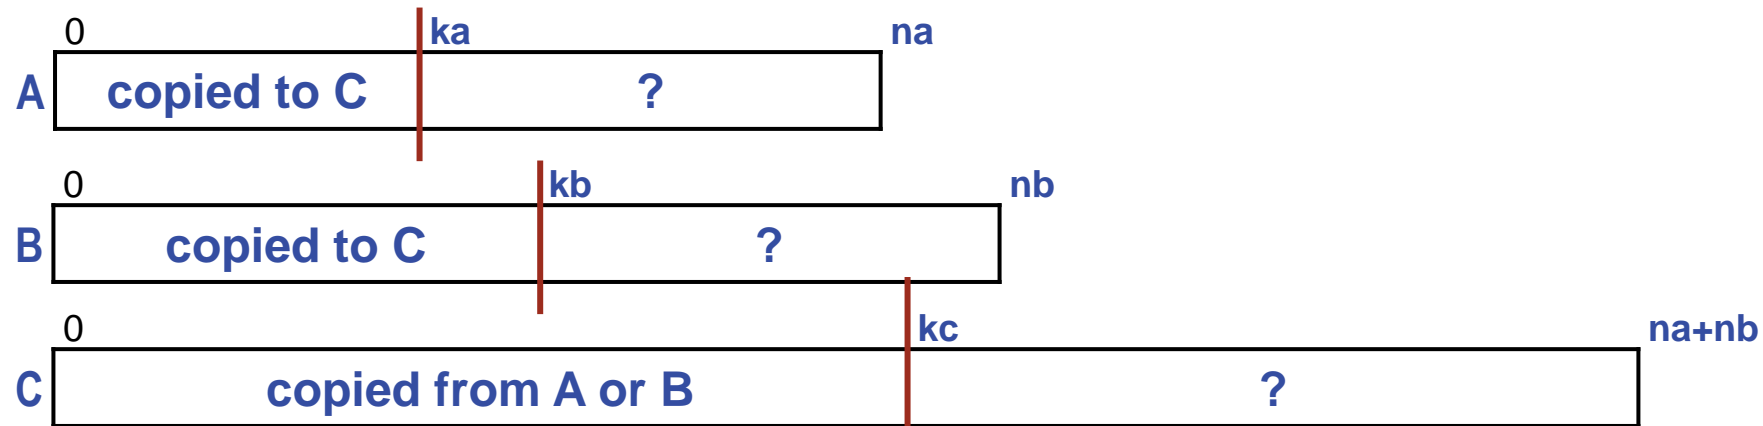 0 ka na
A copied to C ?
0 kb nb
B copied to C ?
0 kc na+nb
C copied from A or B ?